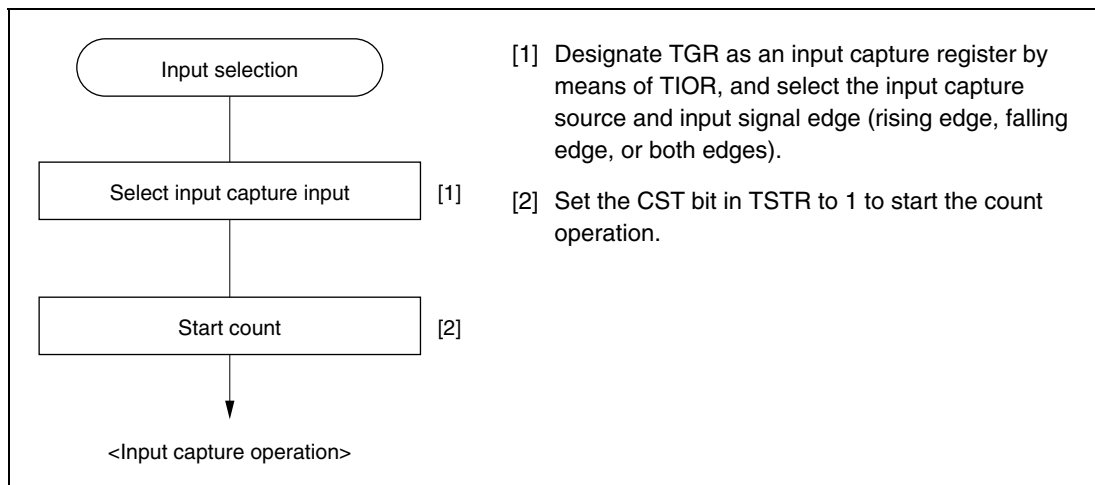 Input selection
Select input capture input
[1]
Start count
[2]
<Input capture operation>
[1] Designate TGR as an input capture register by
means of TIOR, and select the input capture
source and input signal edge (rising edge, falling
edge, or both edges).
[2] Set the CST bit in TSTR to 1 to start the count
operation.